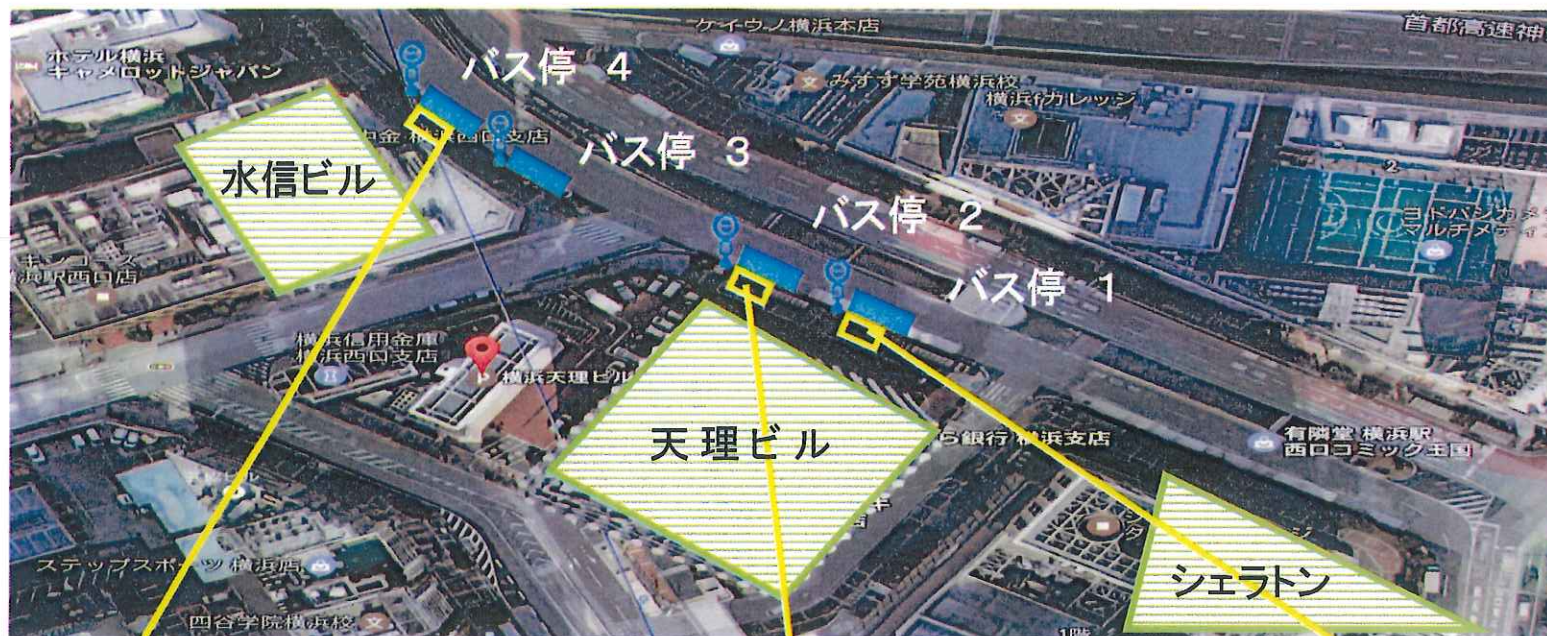 ケイウノ横浜本店
首都高速神
ホテル横浜
キャメロットジャパン
バス停 4
みすず学苑横浜校
横浜fカレッジ
バス停 3
水信ビル
バス停 2
ヨドバシカメ
マルチメディ
バス停 1
横浜信用金庫
横浜西口支店
横浜天理ビル
天理ビル
ら銀行 横浜支店
有隣堂 横浜駅
西口コミック王国
シェラトン
ステップスポーツ 横浜店
四谷学院横浜校
1階